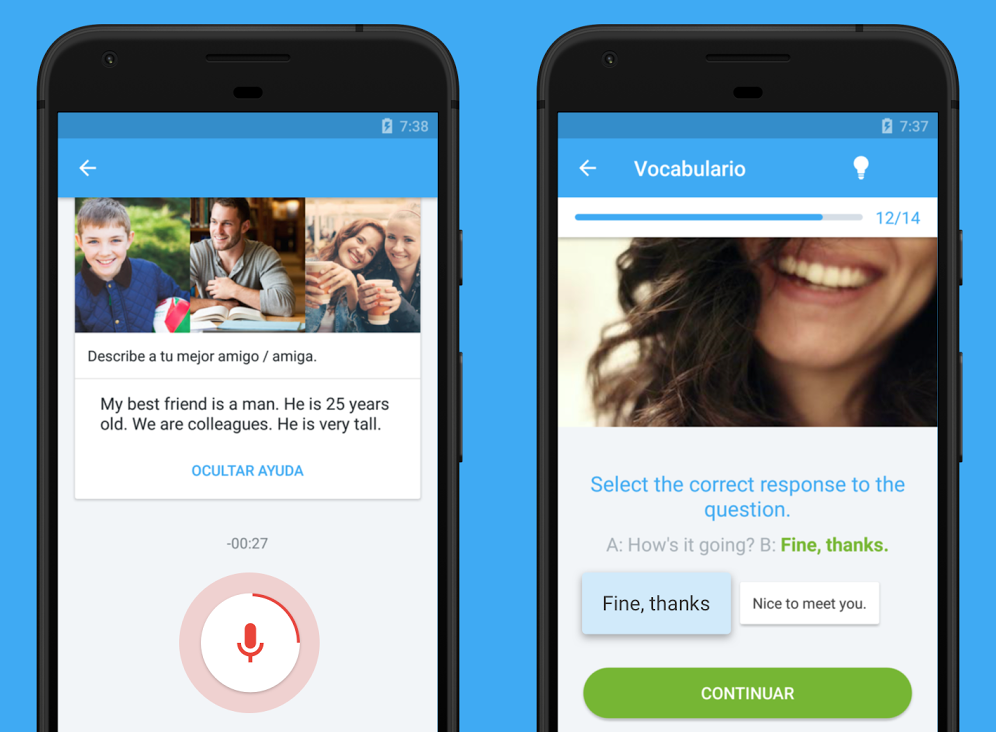 7:38
Describe a tu mejor amigo / amiga.
My best friend is a man. He is 25 years
old. We are colleagues. He is very tall.
OCULTAR AYUDA
-00:27
7:37
Vocabulario
12/14
Select the correct response to the
question.
A: How's it going? B: Fine, thanks.
Fine, thanks
Nice to meet you.
CONTINUAR